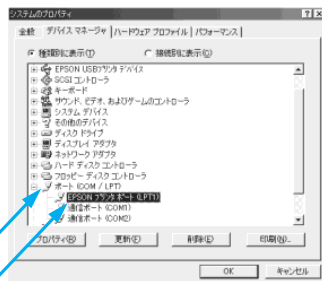 システムのプロパティ
全般 デバイス マネージャ ハードウェア プロファイル パフォーマンス
種類別に表示(T) 接続別に表示(C)
EPSON USBプリンタ デバイス
SCSI コントローラ
キーボード
サウンド、ビデオ、およびゲームのコントローラ
システム デバイス
その他のデバイス
ディスク ドライブ
ディスプレイ アダプタ
ネットワーク アダプタ
ハード ディスク コントローラ
フロッピー ディスク コントローラ
ポート (COM / LPT)
EPSON プリンタ ポート (LPT1)
通信ポート (COM1)
通信ポート (COM2)
プロパティ(R) 更新(F) 削除(E) 印刷(N)...
OK キャンセル